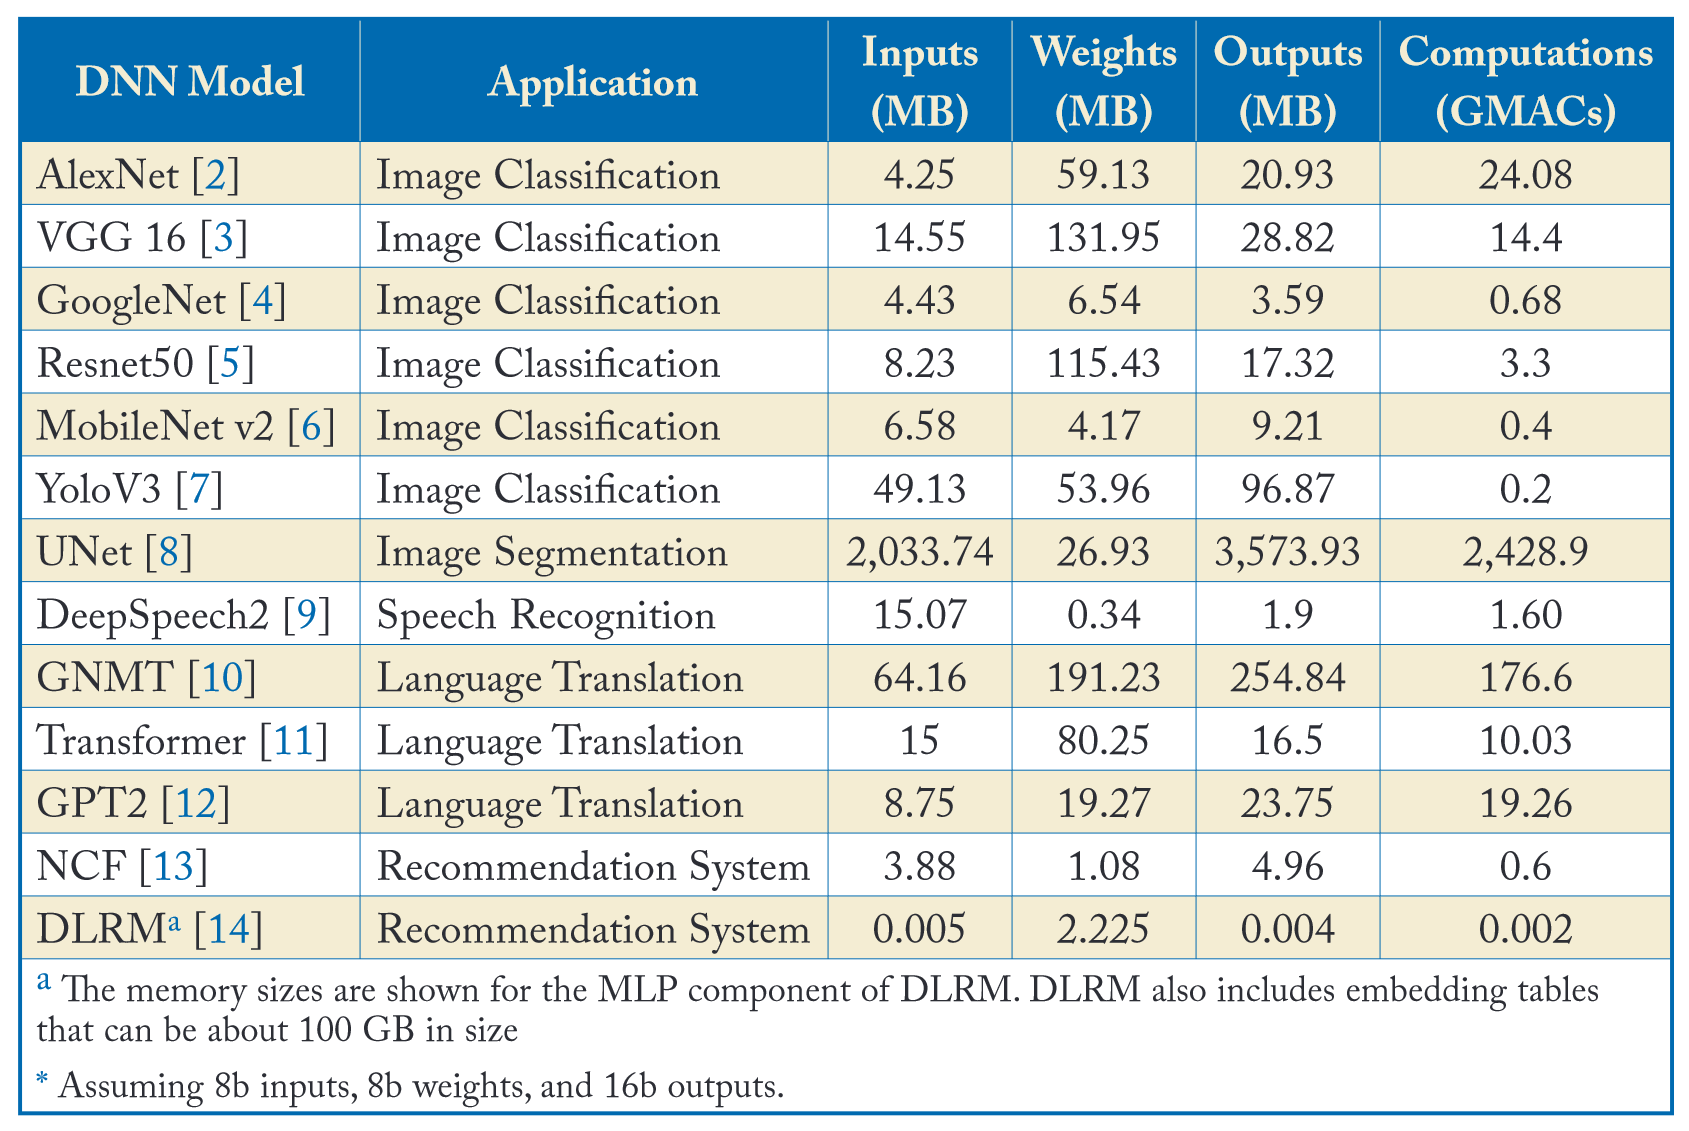 DNN Model Application Inputs (MB) Weights (MB) Outputs (MB) Computations (GMACs)
AlexNet [2] Image Classification 4.25 59.13 20.93 24.08
VGG 16 [3] Image Classification 14.55 131.95 28.82 14.4
GoogleNet [4] Image Classification 4.43 6.54 3.59 0.68
Resnet50 [5] Image Classification 8.23 115.43 17.32 3.3
MobileNet v2 [6] Image Classification 6.58 4.17 9.21 0.4
YoloV3 [7] Image Classification 49.13 53.96 96.87 0.2
UNet [8] Image Segmentation 2,033.74 26.93 3,573.93 2,428.9
DeepSpeech2 [9] Speech Recognition 15.07 0.34 1.9 1.60
GNMT [10] Language Translation 64.16 191.23 254.84 176.6
Transformer [11] Language Translation 15 80.25 16.5 10.03
GPT2 [12] Language Translation 8.75 19.27 23.75 19.26
NCF [13] Recommendation System 3.88 1.08 4.96 0.6
DLRMᵃ [14] Recommendation System 0.005 2.225 0.004 0.002
ᵃ The memory sizes are shown for the MLP component of DLRM. DLRM also includes embedding tables
that can be about 100 GB in size
* Assuming 8b inputs, 8b weights, and 16b outputs.